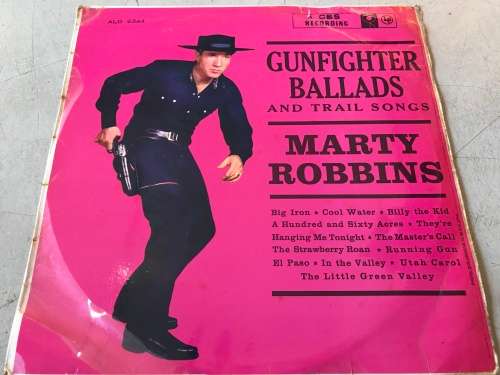 ALD 6361
A CBS
RECORDING
GUNFIGHTER
BALLADS
AND TRAIL SONGS
MARTY
ROBBINS
Big Iron • Cool Water • Billy the Kid
A Hundred and Sixty Acres • They're
Hanging Me Tonight • The Master's Call
The Strawberry Roan • Running Gun
El Paso • In the Valley • Utah Carol
The Little Green Valley